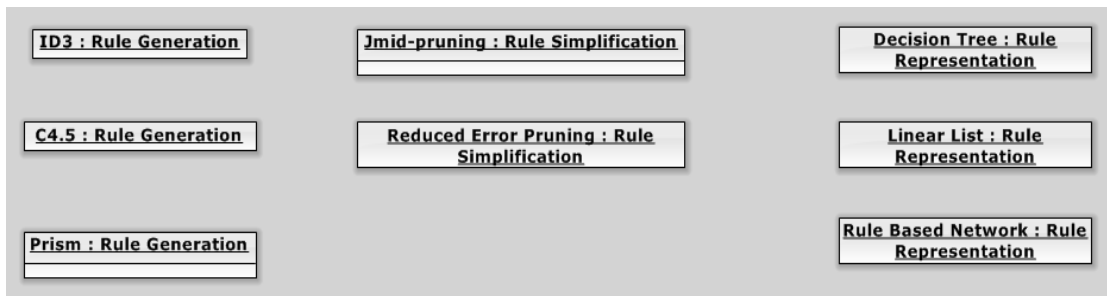 ID3 : Rule Generation
Jmid-pruning : Rule Simplification
Decision Tree : Rule
Representation
C4.5 : Rule Generation
Reduced Error Pruning : Rule
Simplification
Linear List : Rule
Representation
Prism : Rule Generation
Rule Based Network : Rule
Representation